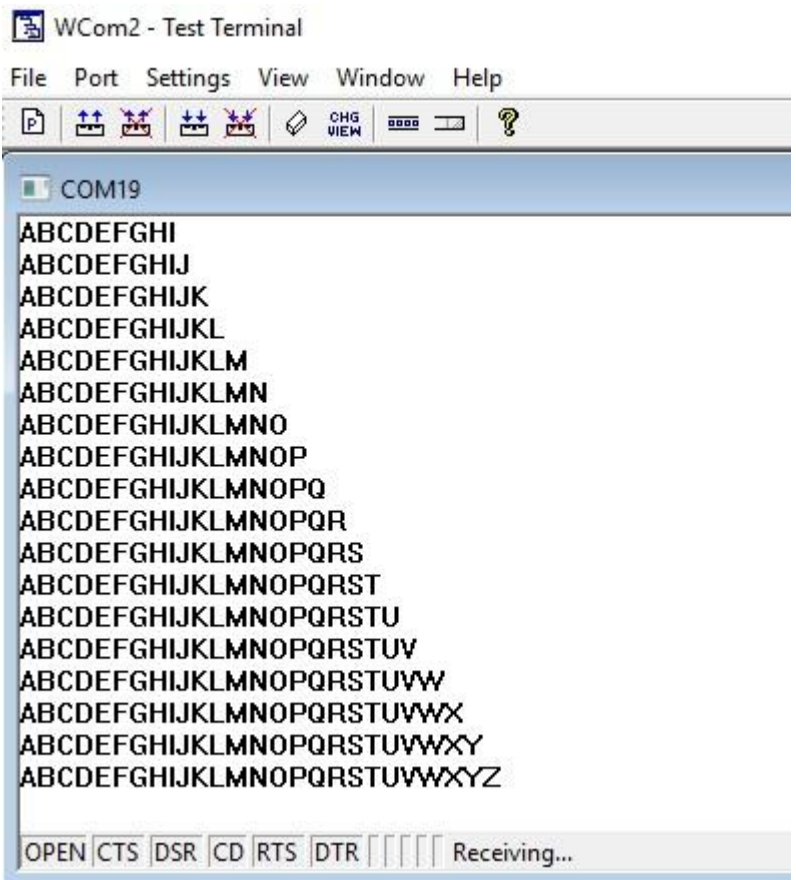 WCom2 - Test Terminal
File Port Settings View Window Help
P CHG VIEW ?
COM19
ABCDEFGHI
ABCDEFGHIJ
ABCDEFGHIJK
ABCDEFGHIJKL
ABCDEFGHIJKLM
ABCDEFGHIJKLMN
ABCDEFGHIJKLMNO
ABCDEFGHIJKLMNOP
ABCDEFGHIJKLMNOPQ
ABCDEFGHIJKLMNOPQR
ABCDEFGHIJKLMNOPQRS
ABCDEFGHIJKLMNOPQRST
ABCDEFGHIJKLMNOPQRSTU
ABCDEFGHIJKLMNOPQRSTUV
ABCDEFGHIJKLMNOPQRSTUVW
ABCDEFGHIJKLMNOPQRSTUVWX
ABCDEFGHIJKLMNOPQRSTUVWXY
ABCDEFGHIJKLMNOPQRSTUVWXYZ
OPEN CTS DSR CD RTS DTR Receiving...